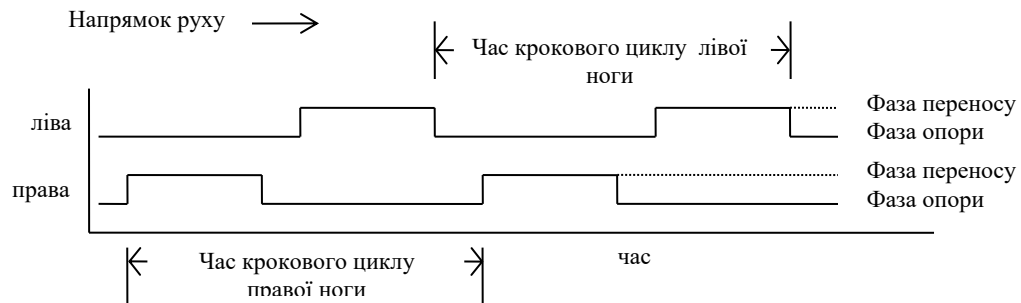 Напрямок руху
Час крокового циклу лівої
ноги
ліва
Фаза переносу
Фаза опори
права
Фаза переносу
Фаза опори
Час крокового циклу
правої ноги
час